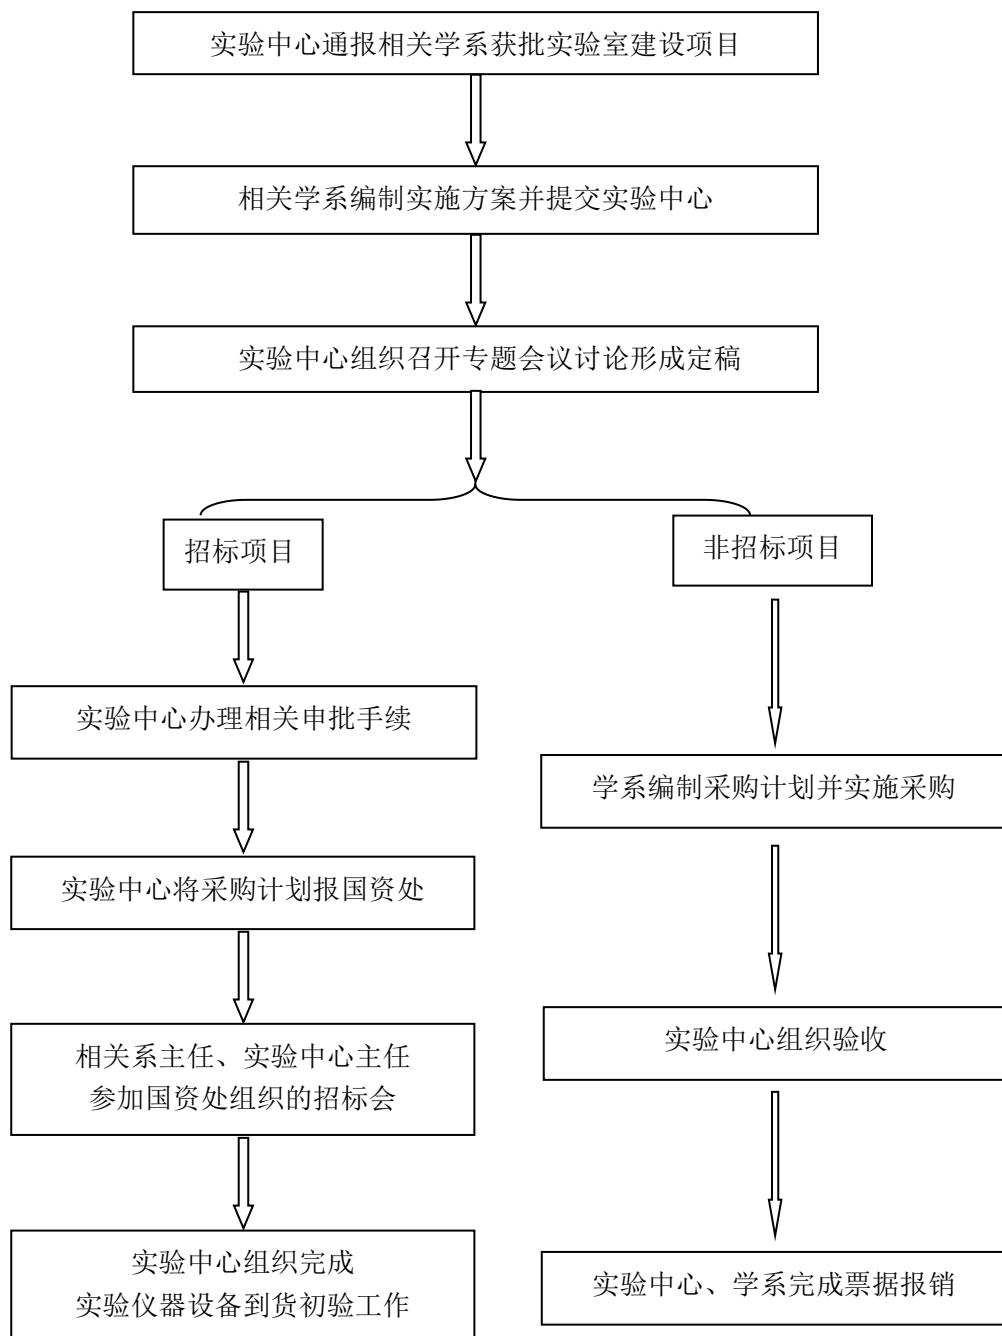 实验中心通报相关学系获批实验室建设项目
相关学系编制实施方案并提交实验中心
实验中心组织召开专题会议讨论形成定稿
招标项目
非招标项目
实验中心办理相关申批手续
学系编制采购计划并实施采购
实验中心将采购计划报国资处
实验中心组织验收
相关系主任、实验中心主任
参加国资处组织的招标会
实验中心组织完成
实验仪器设备到货初验工作
实验中心、学系完成票据报销